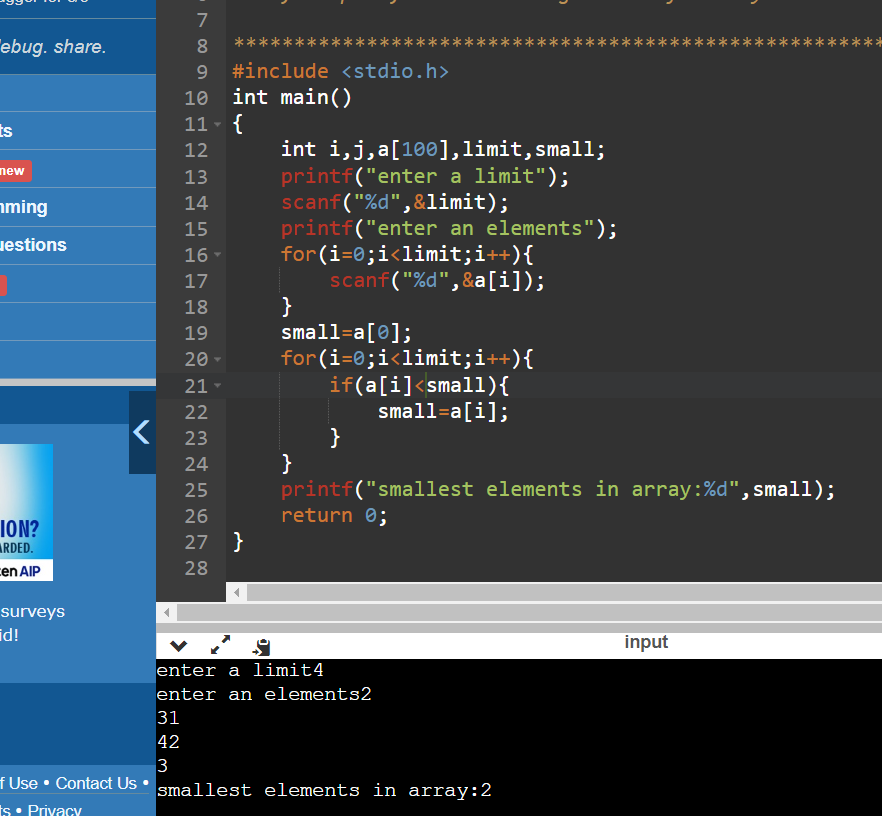 ebug. share.
ts
new
nming
uestions
ION?
ARDED.
ten AIP
surveys
id!
f Use • Contact Us •
ts • Privacy
7
8 ******************************************************
9 #include <stdio.h>
10 int main()
11 {
12 int i,j,a[100],limit,small;
13 printf("enter a limit");
14 scanf("%d",&limit);
15 printf("enter an elements");
16 for(i=0;i<limit;i++){
17 scanf("%d",&a[i]);
18 }
19 small=a[0];
20 for(i=0;i<limit;i++){
21 if(a[i]<small){
22 small=a[i];
23 }
24 }
25 printf("smallest elements in array:%d",small);
26 return 0;
27 }
28
input
enter a limit4
enter an elements2
31
42
3
smallest elements in array:2